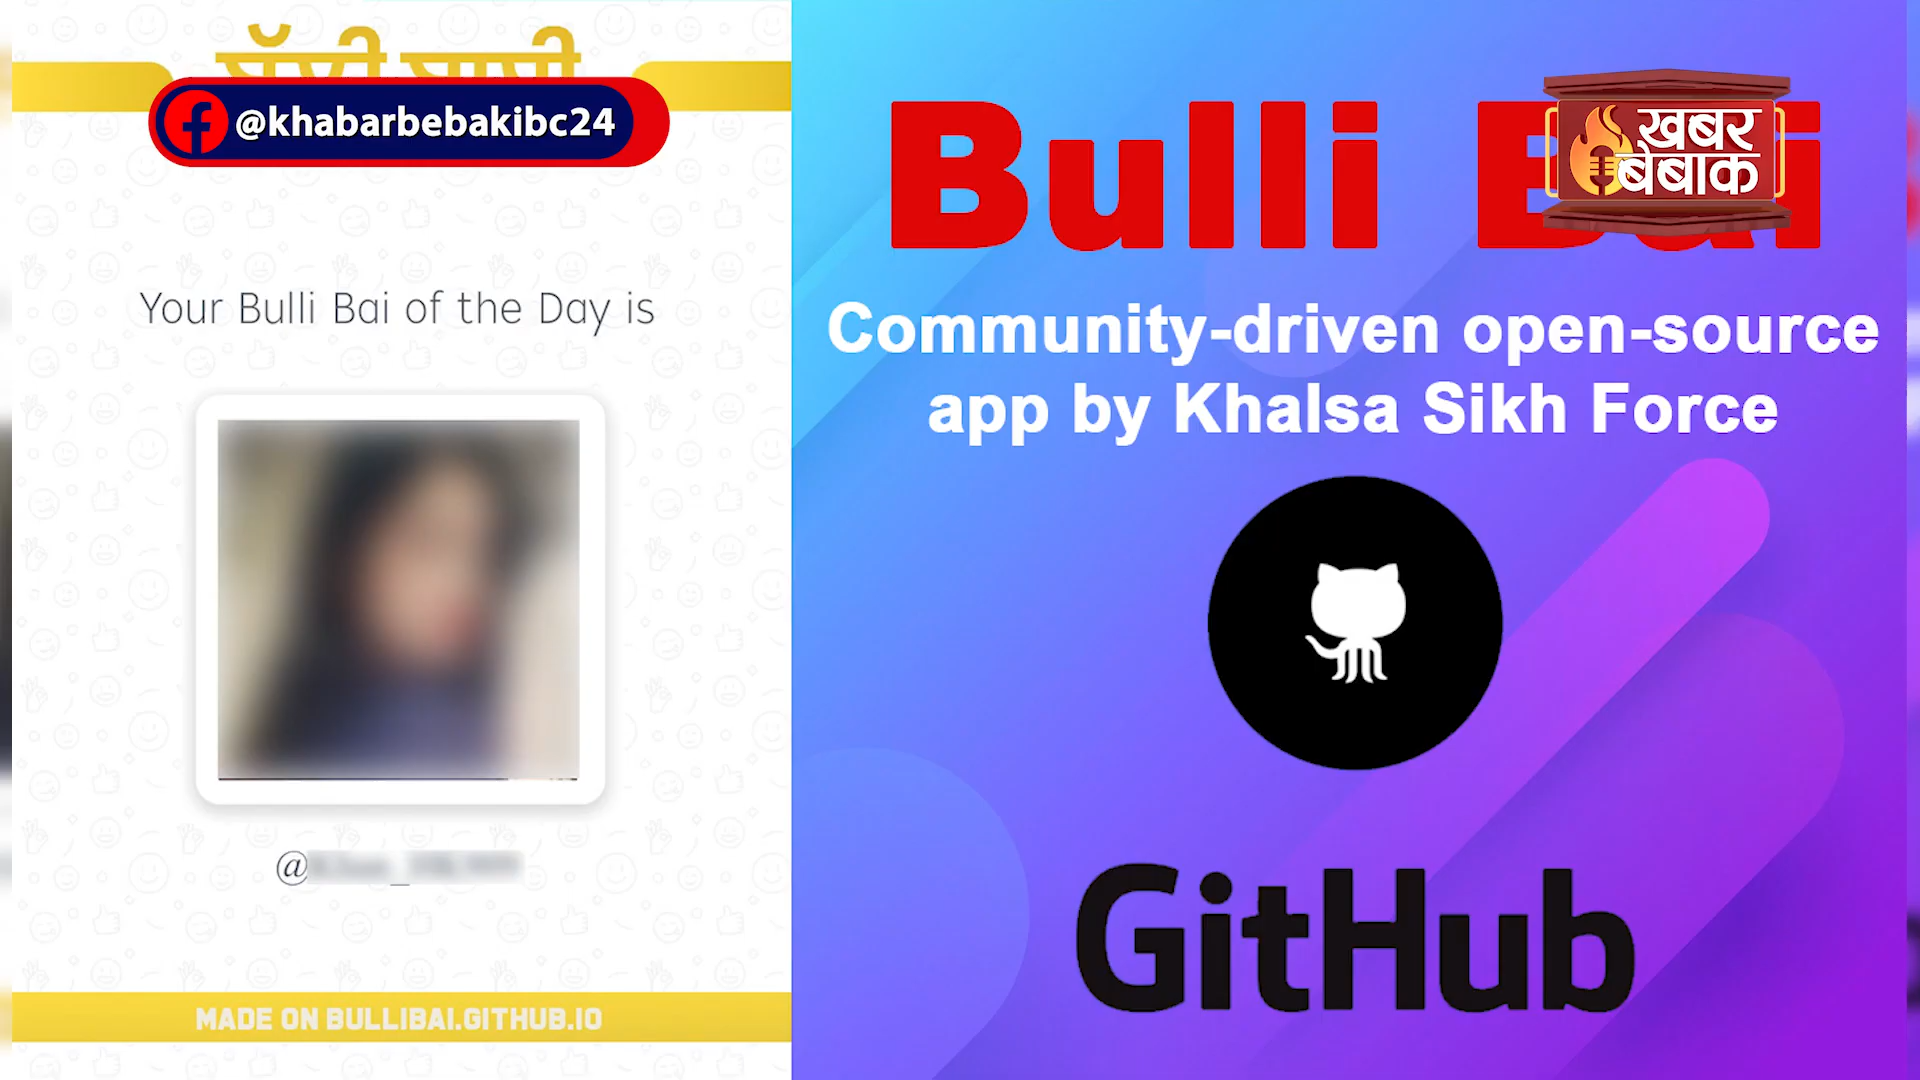 @khabarbebakibc24
Your Bulli Bai of the Day is
@
MADE ON BULLIBAI.GITHUB.IO
Bulli
खबर
बेबाक
Community-driven open-source
app by Khalsa Sikh Force
GitHub